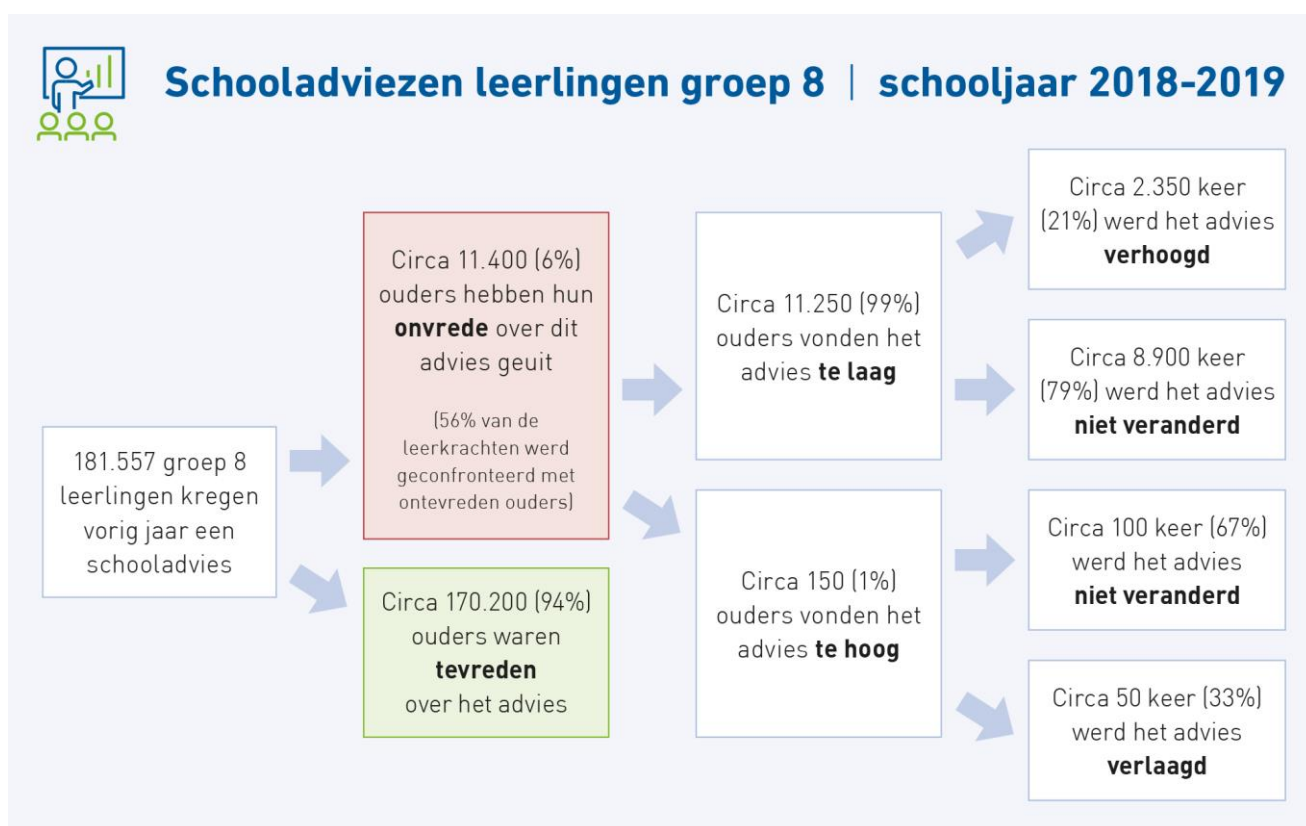 Schooladviezen leerlingen groep 8 | schooljaar 2018-2019
181.557 groep 8
leerlingen kregen
vorig jaar een
schooladvies
Circa 11.400 (6%)
ouders hebben hun
onvrede over dit
advies geuit
(56% van de
leerkrachten werd
geconfronteerd met
ontevreden ouders)
Circa 170.200 (94%)
ouders waren
tevreden
over het advies
Circa 11.250 (99%)
ouders vonden het
advies te laag
Circa 150 (1%)
ouders vonden het
advies te hoog
Circa 2.350 keer
(21%) werd het advies
verhoogd
Circa 8.900 keer
(79%) werd het advies
niet veranderd
Circa 100 keer (67%)
werd het advies
niet veranderd
Circa 50 keer (33%)
werd het advies
verlaagd